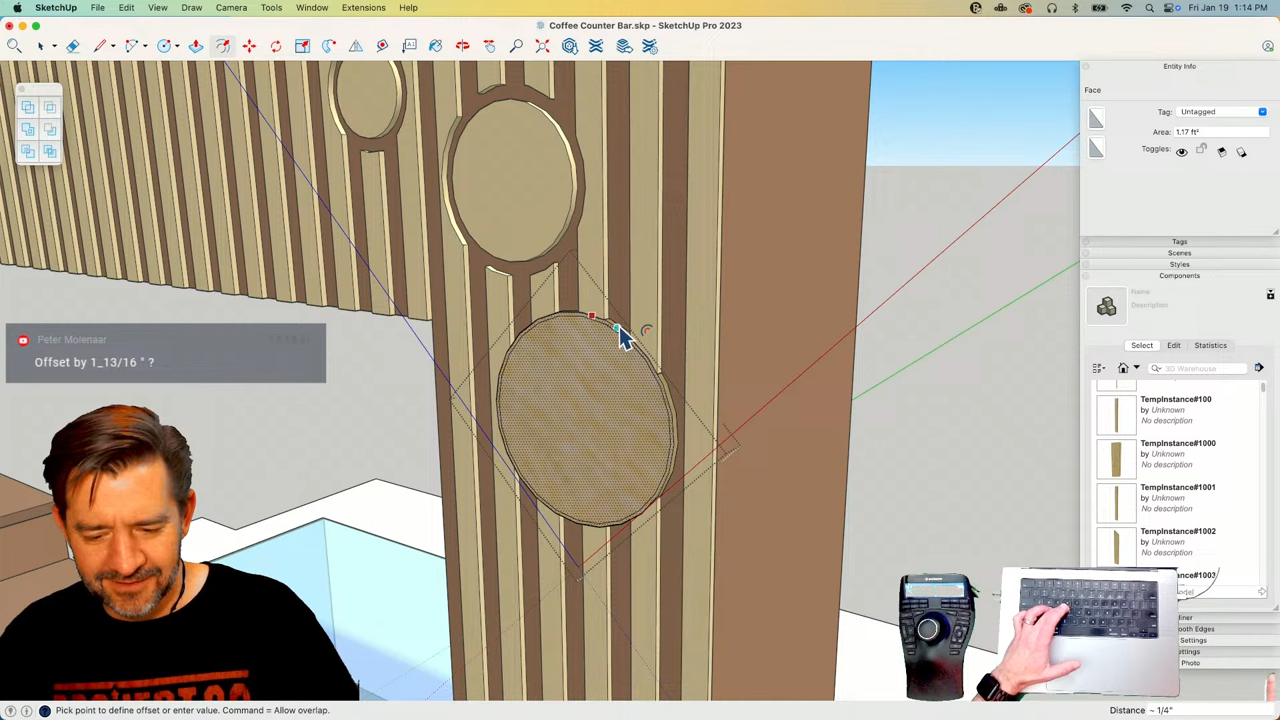 SketchUp File Edit View Draw Camera Tools Window Extensions Help
Fri Jan 19 1:14 PM
Coffee Counter Bar.skp - SketchUp Pro 2023
Entity Info
Face
Tag: Untagged
Area: 1.17 ft²
Toggles:
Tags
Scenes
Styles
Components
Name
Description
Select Edit Statistics
3D Warehouse
TempInstance#100
by Unknown
No description
TempInstance#1000
by Unknown
No description
TempInstance#1001
by Unknown
No description
TempInstance#1002
by Unknown
No description
Peter Molenaar
Offset by 1_13/16 " ?
Pick point to define offset or enter value. Command = Allow overlap.
Distance ~ 1/4"